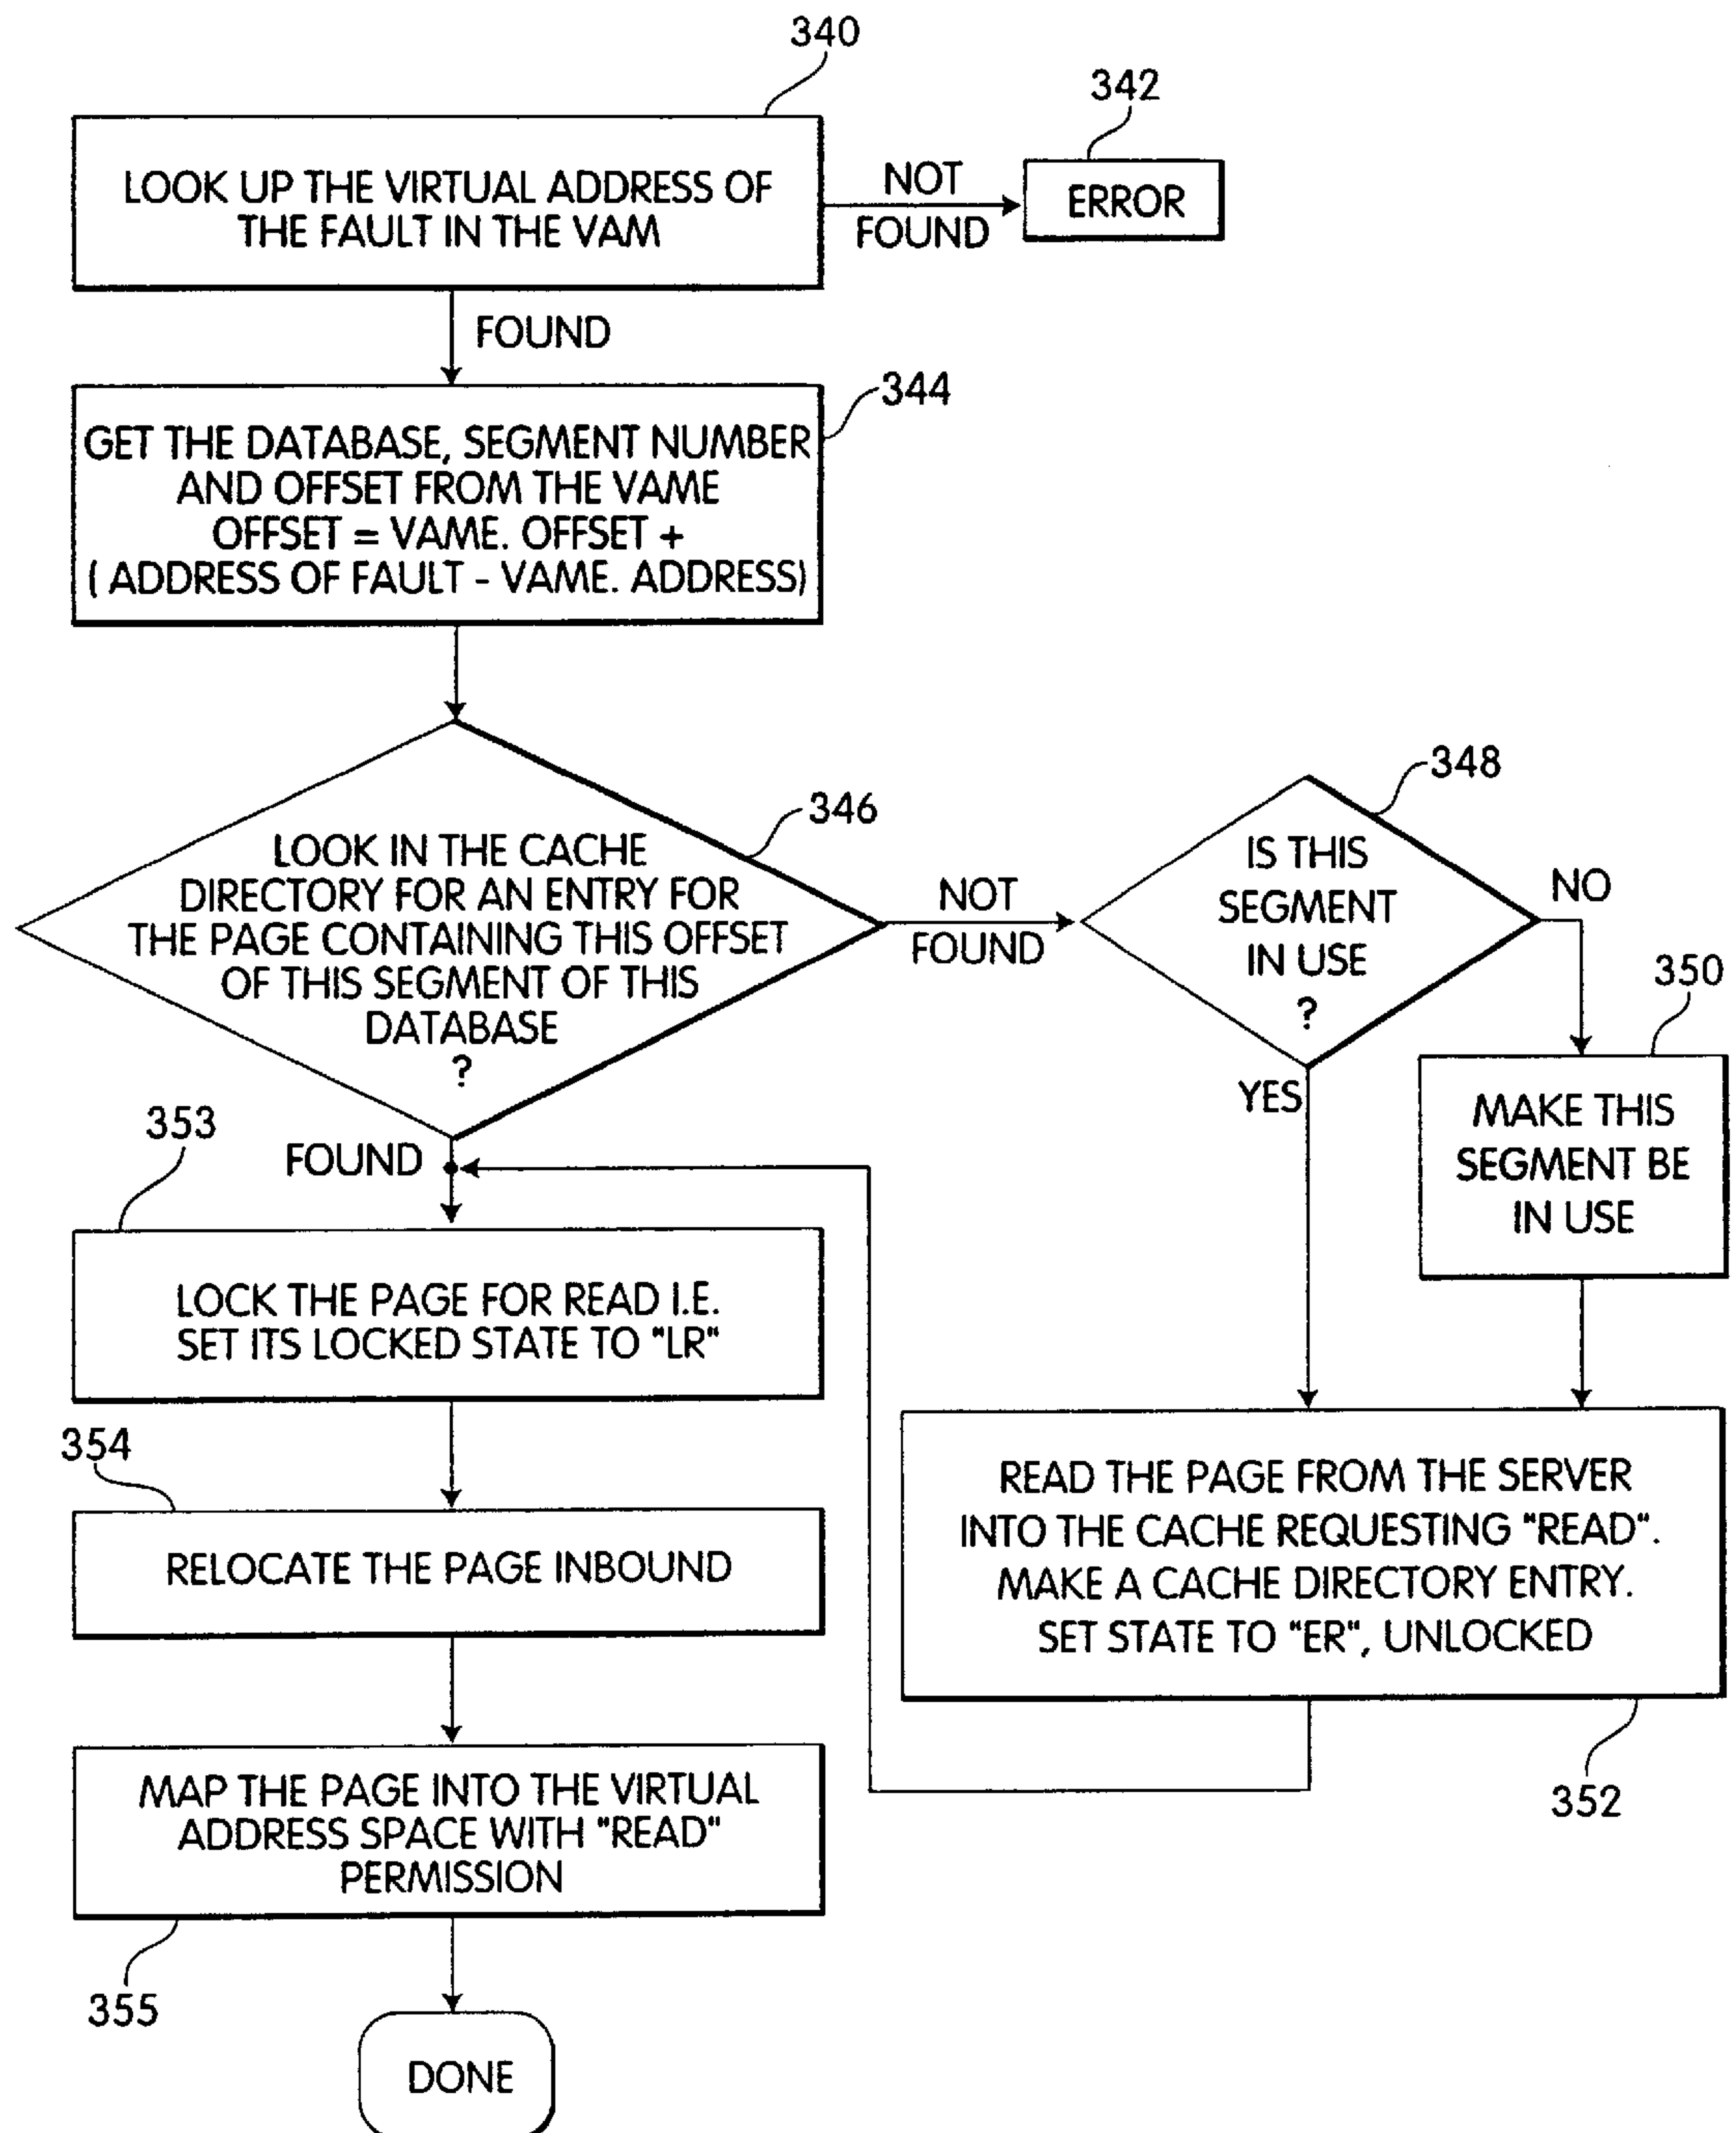 340
342
LOOK UP THE VIRTUAL ADDRESS OF
THE FAULT IN THE VAM
NOT
FOUND
ERROR
FOUND
344
GET THE DATABASE, SEGMENT NUMBER
AND OFFSET FROM THE VAME
OFFSET = VAME. OFFSET +
( ADDRESS OF FAULT - VAME. ADDRESS)
346
LOOK IN THE CACHE
DIRECTORY FOR AN ENTRY FOR
THE PAGE CONTAINING THIS OFFSET
OF THIS SEGMENT OF THIS
DATABASE
?
NOT
FOUND
348
IS THIS
SEGMENT
IN USE
?
NO
YES
350
MAKE THIS
SEGMENT BE
IN USE
353
FOUND
LOCK THE PAGE FOR READ I.E.
SET ITS LOCKED STATE TO "LR"
354
RELOCATE THE PAGE INBOUND
READ THE PAGE FROM THE SERVER
INTO THE CACHE REQUESTING "READ".
MAKE A CACHE DIRECTORY ENTRY.
SET STATE TO "ER", UNLOCKED
352
MAP THE PAGE INTO THE VIRTUAL
ADDRESS SPACE WITH "READ"
PERMISSION
355
DONE